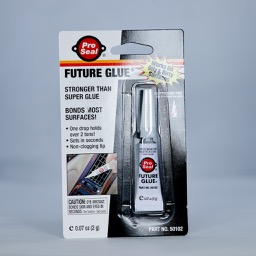 Pro
Seal
FUTURE GLUE
STRONGER THAN
SUPER GLUE
BONDS MOST
SURFACES!
• One drop holds
over 2 tons!
• Sets in seconds
• Non-clogging tip
Pro
Seal
FUTURE
GLUE
CAUTION:
0.07 oz (2 g)
PART NO. 50102